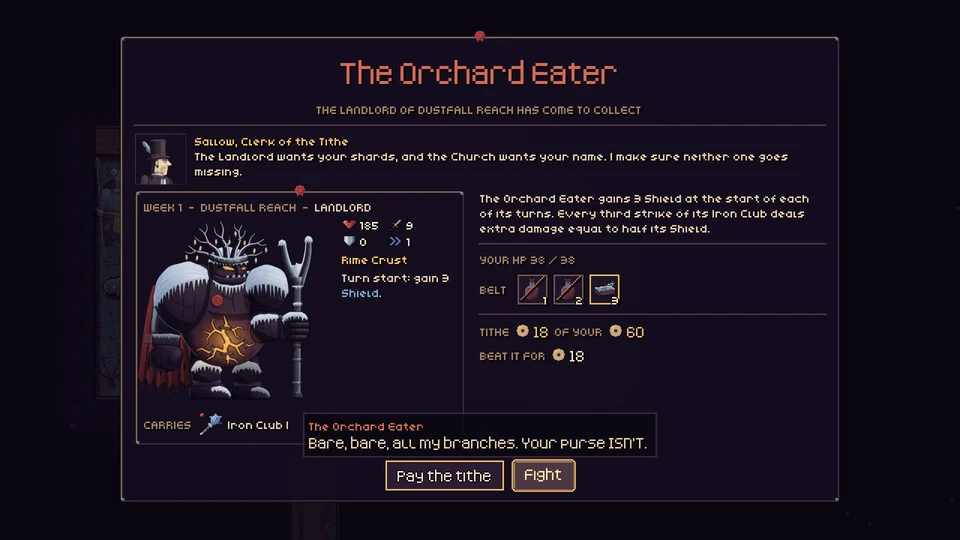 The Orchard Eater
THE LANDLORD OF DUSTFALL REACH HAS COME TO COLLECT
Sallow, Clerk of the Tithe
The Landlord wants your shards, and the Church wants your name. I make sure neither one goes
missing.
WEEK 1 - DUSTFALL REACH - LANDLORD
185 9
0 1
Rime Crust
Turn start: gain 3
Shield.
CARRIES Iron Club I
The Orchard Eater gains 3 Shield at the start of each
of its turns. Every third strike of its Iron Club deals
extra damage equal to half its Shield.
YOUR HP 38 / 38
BELT 1 2 3
TITHE 18 OF YOUR 60
BEAT IT FOR 18
The Orchard Eater
Bare, bare, all my branches. Your purse ISN'T.
Pay the tithe Fight